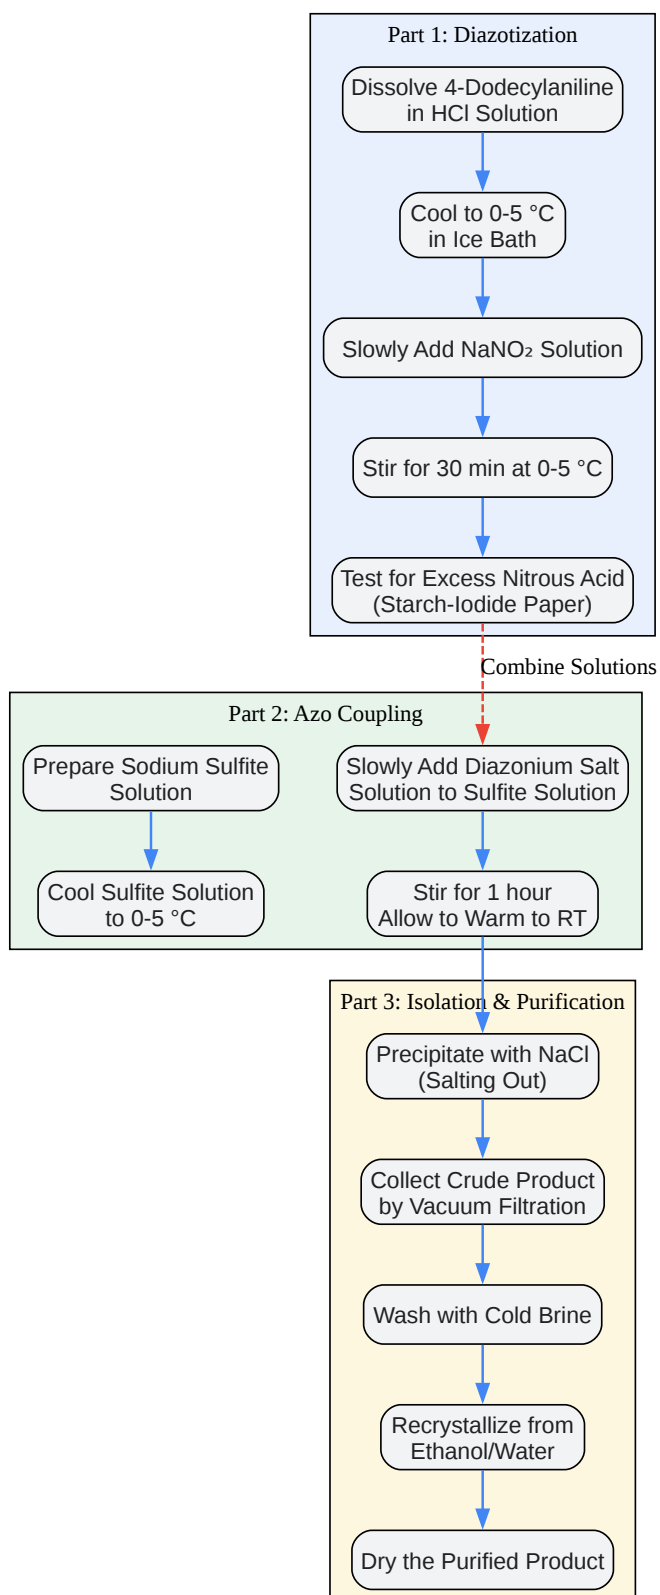 Part 1: Diazotization
Dissolve 4-Dodecylaniline
in HCl Solution
Cool to 0-5 °C
in Ice Bath
Slowly Add NaNO₂ Solution
Stir for 30 min at 0-5 °C
Test for Excess Nitrous Acid
(Starch-Iodide Paper)
Combine Solutions
Part 2: Azo Coupling
Prepare Sodium Sulfite
Solution
Cool Sulfite Solution
to 0-5 °C
Slowly Add Diazonium Salt
Solution to Sulfite Solution
Stir for 1 hour
Allow to Warm to RT
Part 3: Isolation & Purification
Precipitate with NaCl
(Salting Out)
Collect Crude Product
by Vacuum Filtration
Wash with Cold Brine
Recrystallize from
Ethanol/Water
Dry the Purified Product